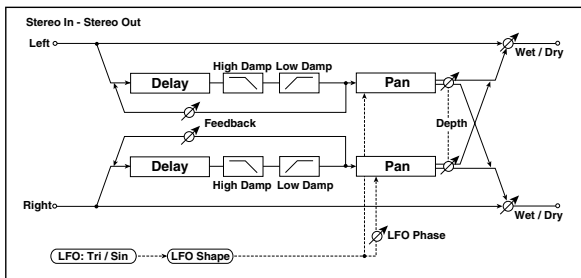 Stereo In - Stereo Out
Left
Wet / Dry
High Damp Low Damp
Delay
Pan
Feedback
Depth
Delay
Pan
High Damp Low Damp
Right
Wet / Dry
LFO Phase
LFO: Tri / Sin
LFO Shape